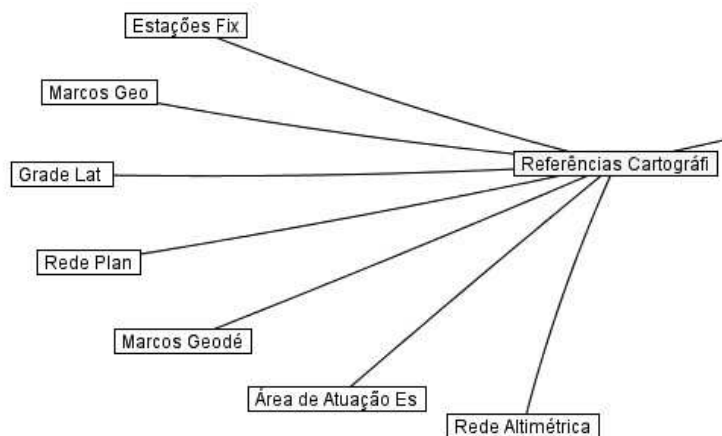 Estações Fix
Marcos Geo
Referências Cartográfi
Grade Lat
Rede Plan
Marcos Geodé
Área de Atuação Es
Rede Altimétrica